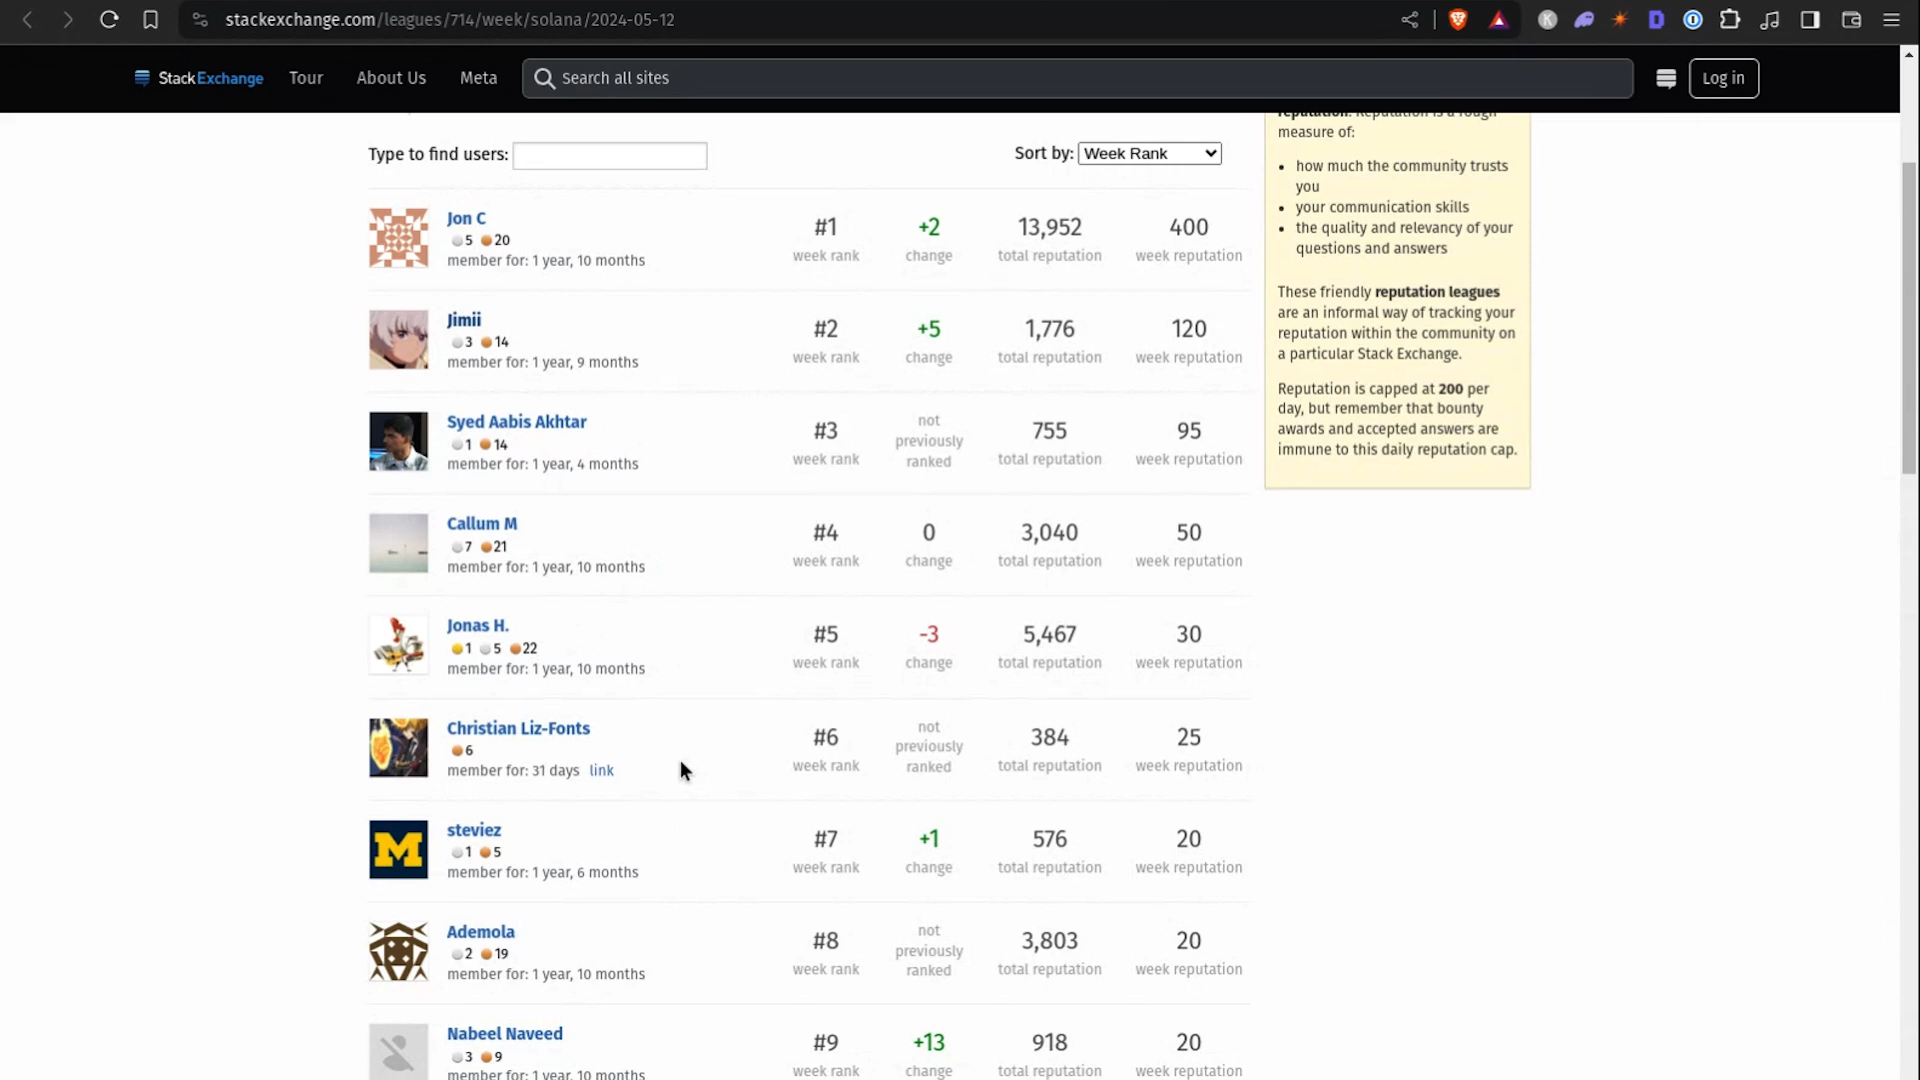 stackexchange.com/leagues/714/week/solana/2024-05-12
StackExchange Tour About Us Meta Search all sites Log in
Type to find users: Sort by: Week Rank
Jon C #1 +2 13,952 400
5 20 week rank change total reputation week reputation
member for: 1 year, 10 months
Jimii #2 +5 1,776 120
3 14 week rank change total reputation week reputation
member for: 1 year, 9 months
Syed Aabis Akhtar #3 not previously ranked 755 95
1 14 week rank total reputation week reputation
member for: 1 year, 4 months
Callum M #4 0 3,040 50
7 21 week rank change total reputation week reputation
member for: 1 year, 10 months
Jonas H. #5 -3 5,467 30
1 5 22 week rank change total reputation week reputation
member for: 1 year, 10 months
Christian Liz-Fonts #6 not previously ranked 384 25
6 week rank total reputation week reputation
member for: 31 days link
steviez #7 +1 576 20
1 5 week rank change total reputation week reputation
member for: 1 year, 6 months
Ademola #8 not previously ranked 3,803 20
2 19 week rank total reputation week reputation
member for: 1 year, 10 months
Nabeel Naveed #9 +13 918 20
3 9 week rank change total reputation week reputation
member for: 1 year, 10 months
reputation. Reputation is a rough
measure of:
• how much the community trusts
you
• your communication skills
• the quality and relevancy of your
questions and answers
These friendly reputation leagues
are an informal way of tracking your
reputation within the community on
a particular Stack Exchange.
Reputation is capped at 200 per
day, but remember that bounty
awards and accepted answers are
immune to this daily reputation cap.